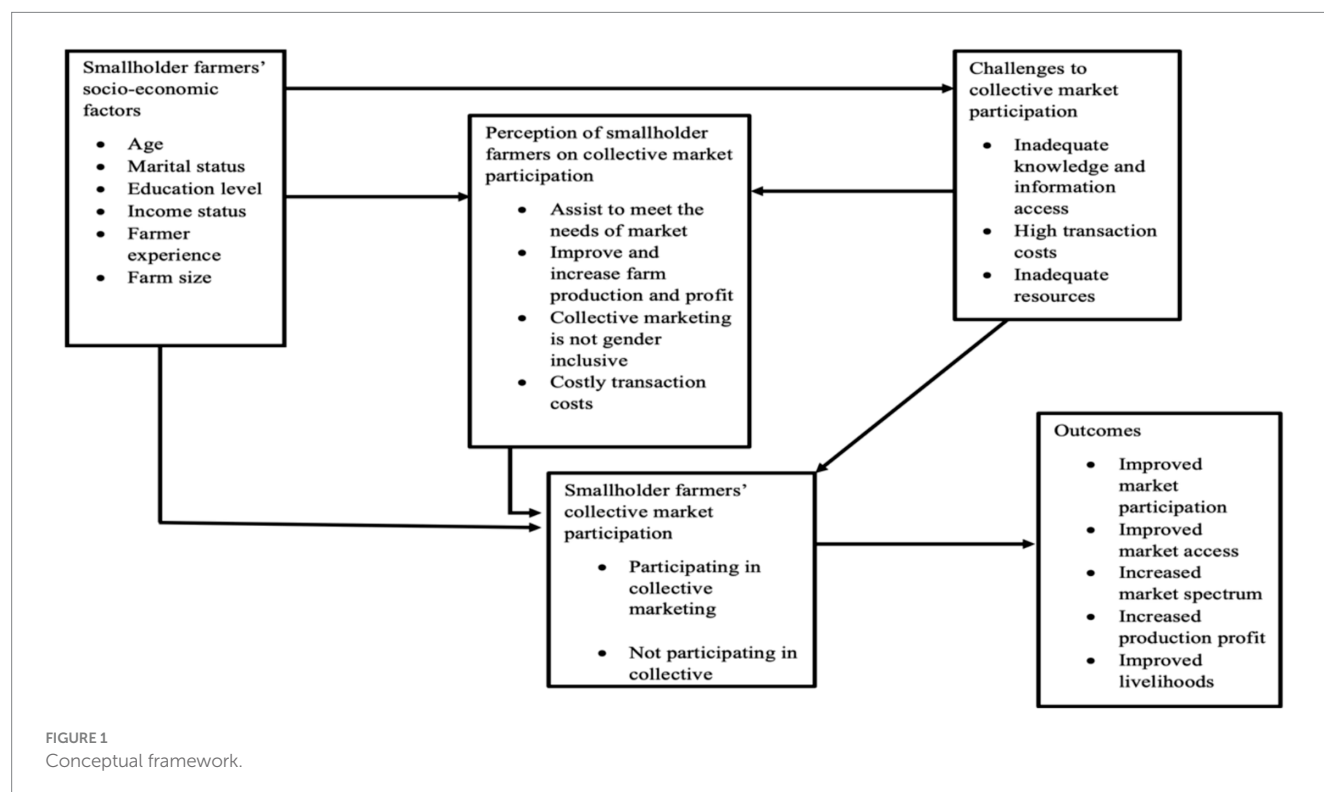 Smallholder farmers'
socio-economic
factors
• Age
• Marital status
• Education level
• Income status
• Farmer
experience
• Farm size
Perception of smallholder
farmers on collective market
participation
• Assist to meet the
needs of market
• Improve and
increase farm
production and profit
• Collective marketing
is not gender
inclusive
• Costly transaction
costs
Challenges to
collective market
participation
• Inadequate
knowledge and
information
access
• High transaction
costs
• Inadequate
resources
Smallholder farmers'
collective market
participation
• Participating in
collective
marketing
• Not participating in
collective
Outcomes
• Improved
market
participation
• Improved
market access
• Increased
market spectrum
• Increased
production profit
• Improved
livelihoods
FIGURE 1
Conceptual framework.